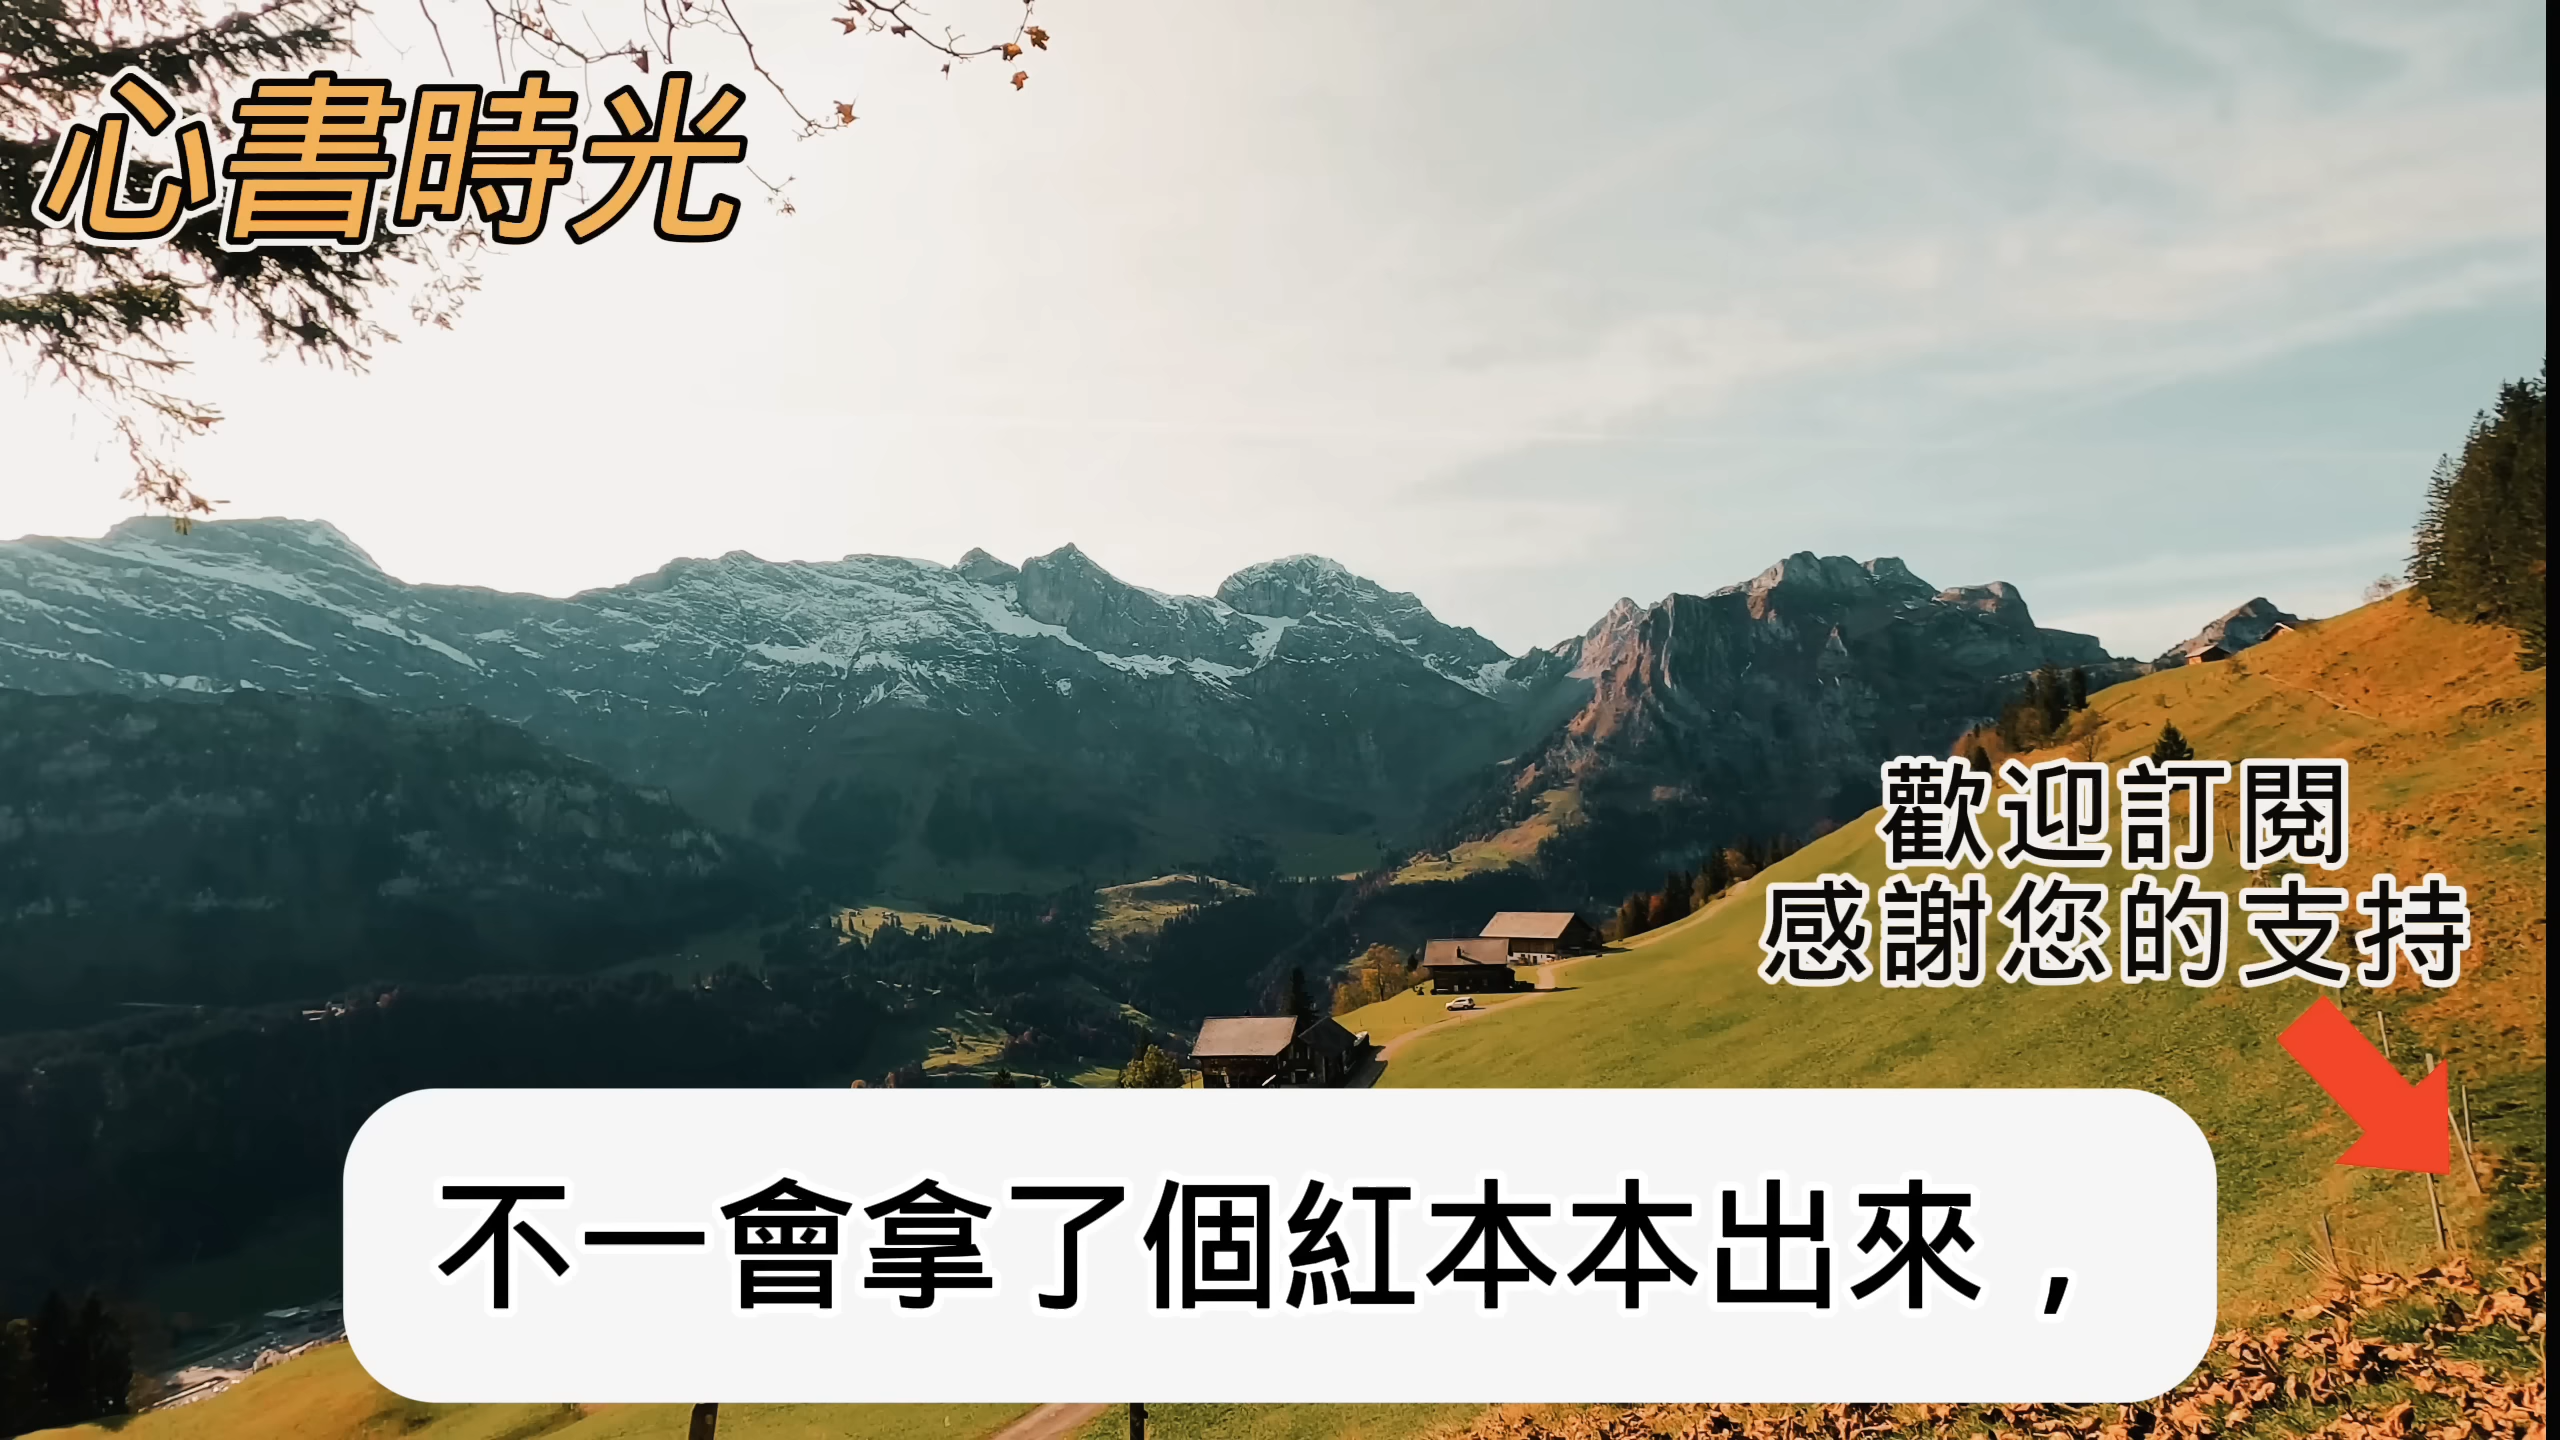 心書時光
歡迎訂閱
感謝您的支持
不一會拿了個紅本本出來，